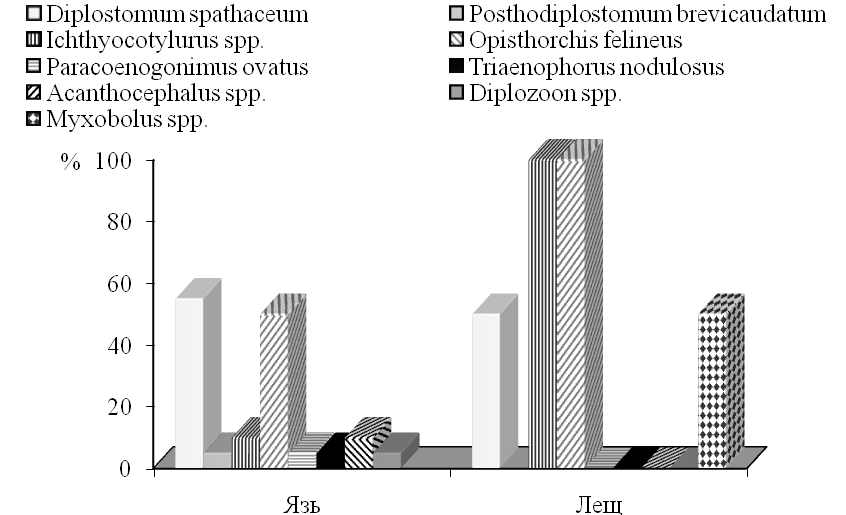 Diplostomum spathaceum Posthodiplostomum brevicaudatum
Ichthyocotylurus spp. Opisthorchis felineus
Paracoenogonimus ovatus Triaenophorus nodulosus
Acanthocephalus spp. Diplozoon spp.
Myxobolus spp.
% 100
80
60
40
20
0
Язь Лещ